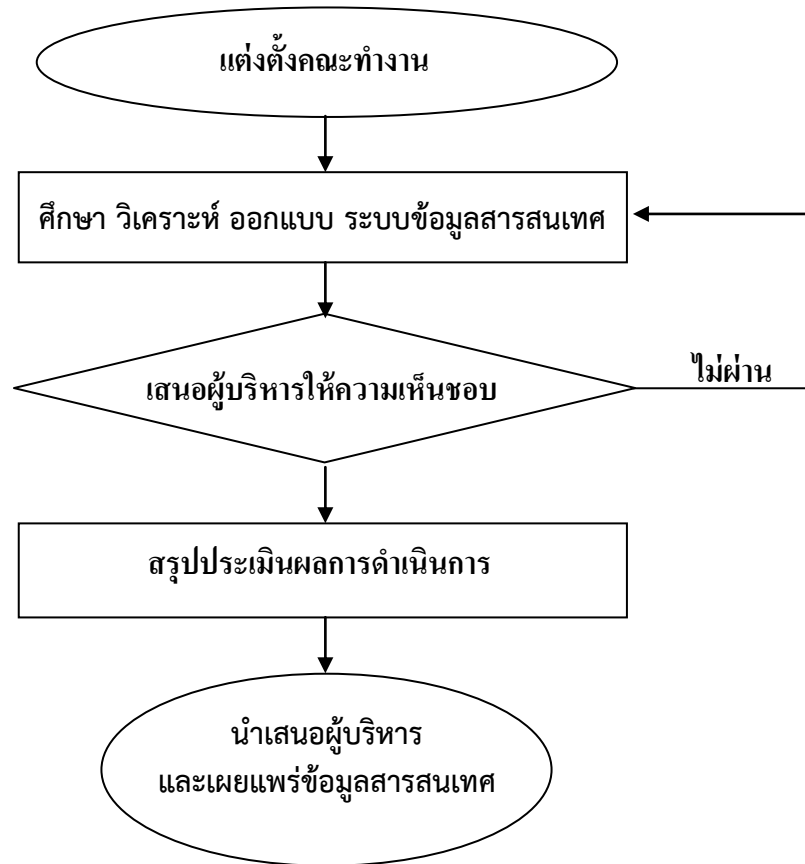 แต่งตั้งคณะทำงาน
ศึกษา วิเคราะห์ ออกแบบ ระบบข้อมูลสารสนเทศ
เสนอผู้บริหารให้ความเห็นชอบ
ไม่ผ่าน
สรุปประเมินผลการดำเนินการ
นำเสนอผู้บริหาร
และเผยแพร่ข้อมูลสารสนเทศ